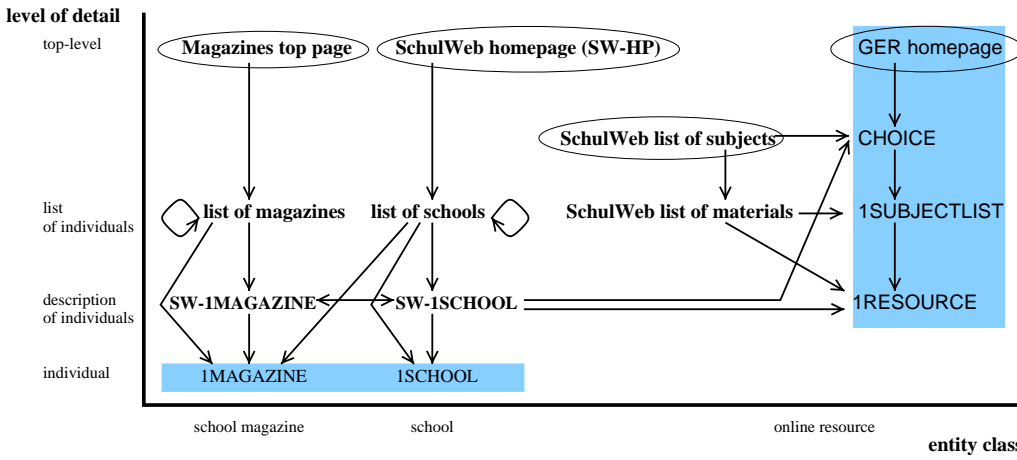 level of detail
top-level
Magazines top page
SchulWeb homepage (SW-HP)
GER homepage
SchulWeb list of subjects
CHOICE
list
of individuals
list of magazines
list of schools
SchulWeb list of materials
1SUBJECTLIST
description
of individuals
SW-1MAGAZINE
SW-1SCHOOL
1RESOURCE
individual
1MAGAZINE
1SCHOOL
school magazine
school
online resource
entity class